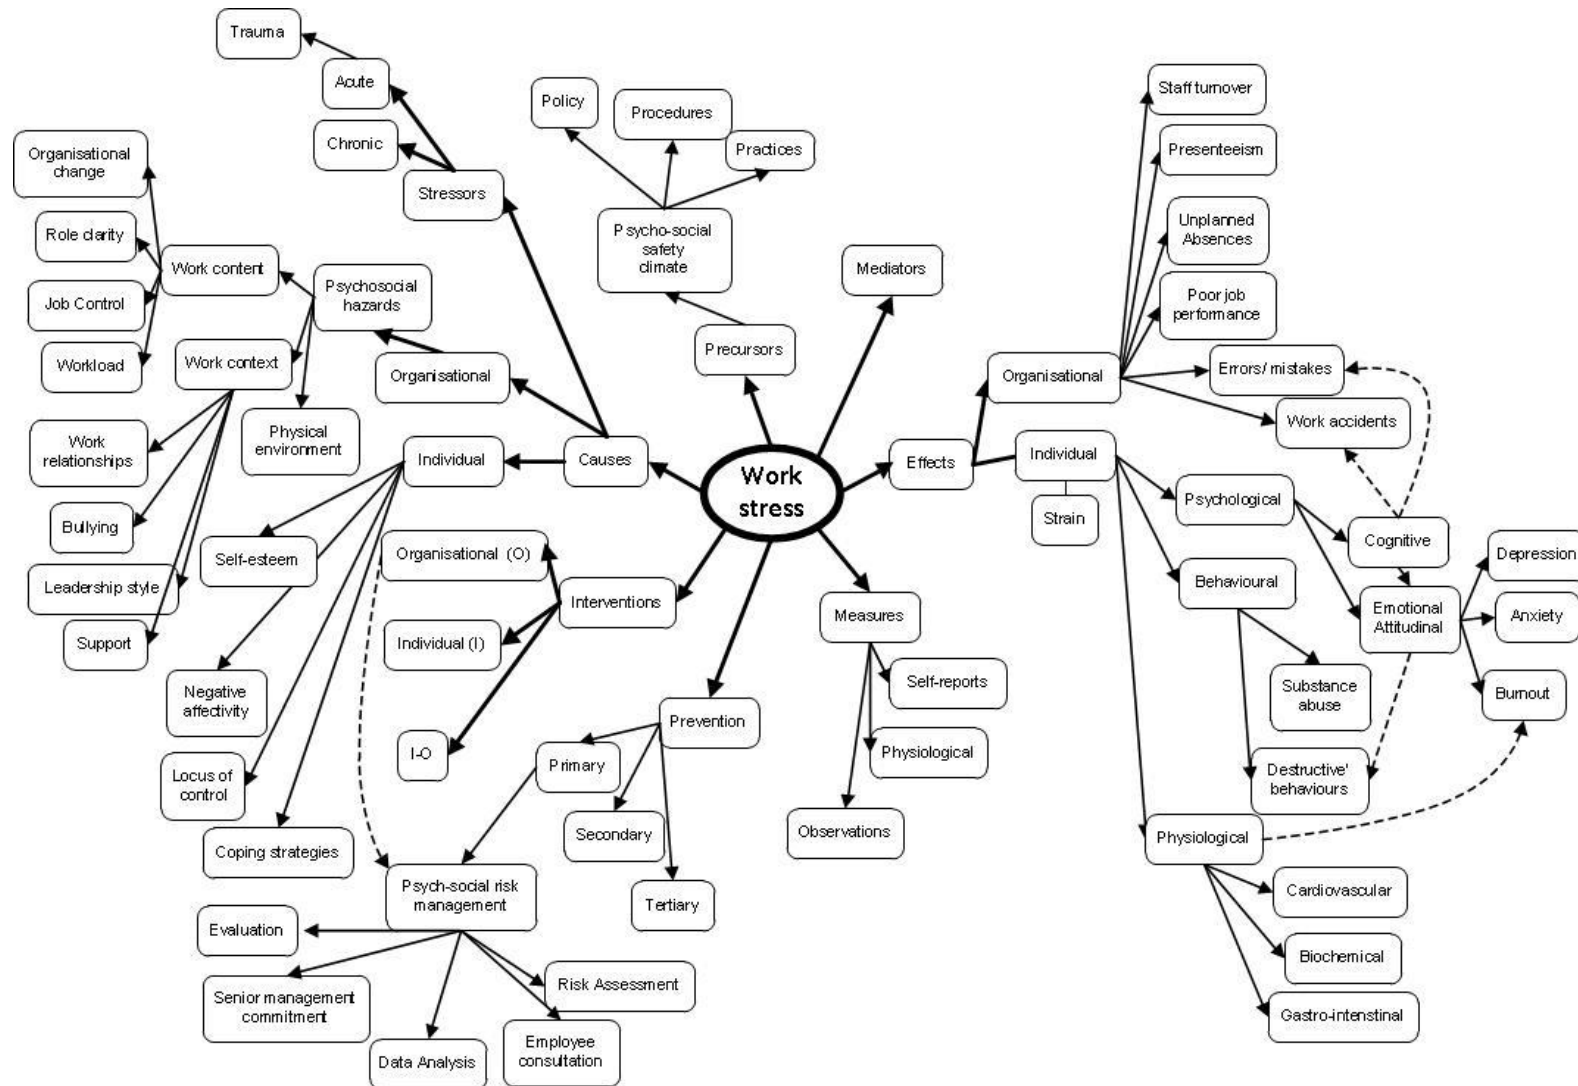 Trauma
Acute
Chronic
Stressors
Policy
Procedures
Practices
Psycho-social
safety
climate
Precursors
Mediators
Staff turnover
Presenteeism
Unplanned
Absences
Poor job
performance
Errors/ mistakes
Work accidents
Organisational
Organisational
change
Role clarity
Job Control
Workload
Work content
Psychosocial
hazards
Work context
Organisational
Physical
environment
Work
relationships
Bullying
Leadership style
Support
Individual
Causes
Work
stress
Effects
Individual
Strain
Psychological
Cognitive
Behavioural
Emotional
Attitudinal
Depression
Anxiety
Burnout
Substance
abuse
Destructive'
behaviours
Physiological
Cardiovascular
Biochemical
Gastro-intenstinal
Self-esteem
Negative
affectivity
Locus of
control
Coping strategies
Organisational (O)
Interventions
Individual (I)
I-O
Measures
Self-reports
Physiological
Observations
Prevention
Primary
Secondary
Tertiary
Psych-social risk
management
Evaluation
Senior management
commitment
Data Analysis
Employee
consultation
Risk Assessment